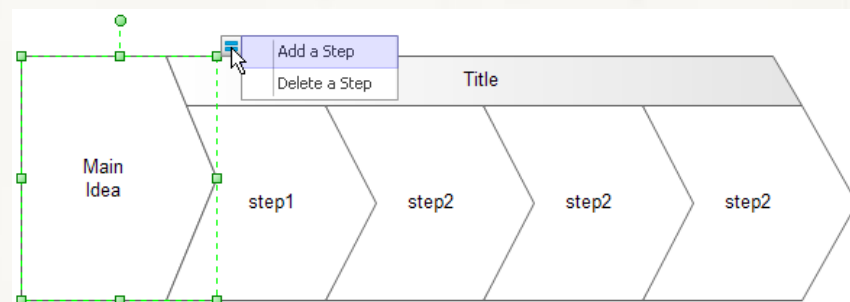 Add a Step
Delete a Step
Title
Main
Idea
step1
step2
step2
step2